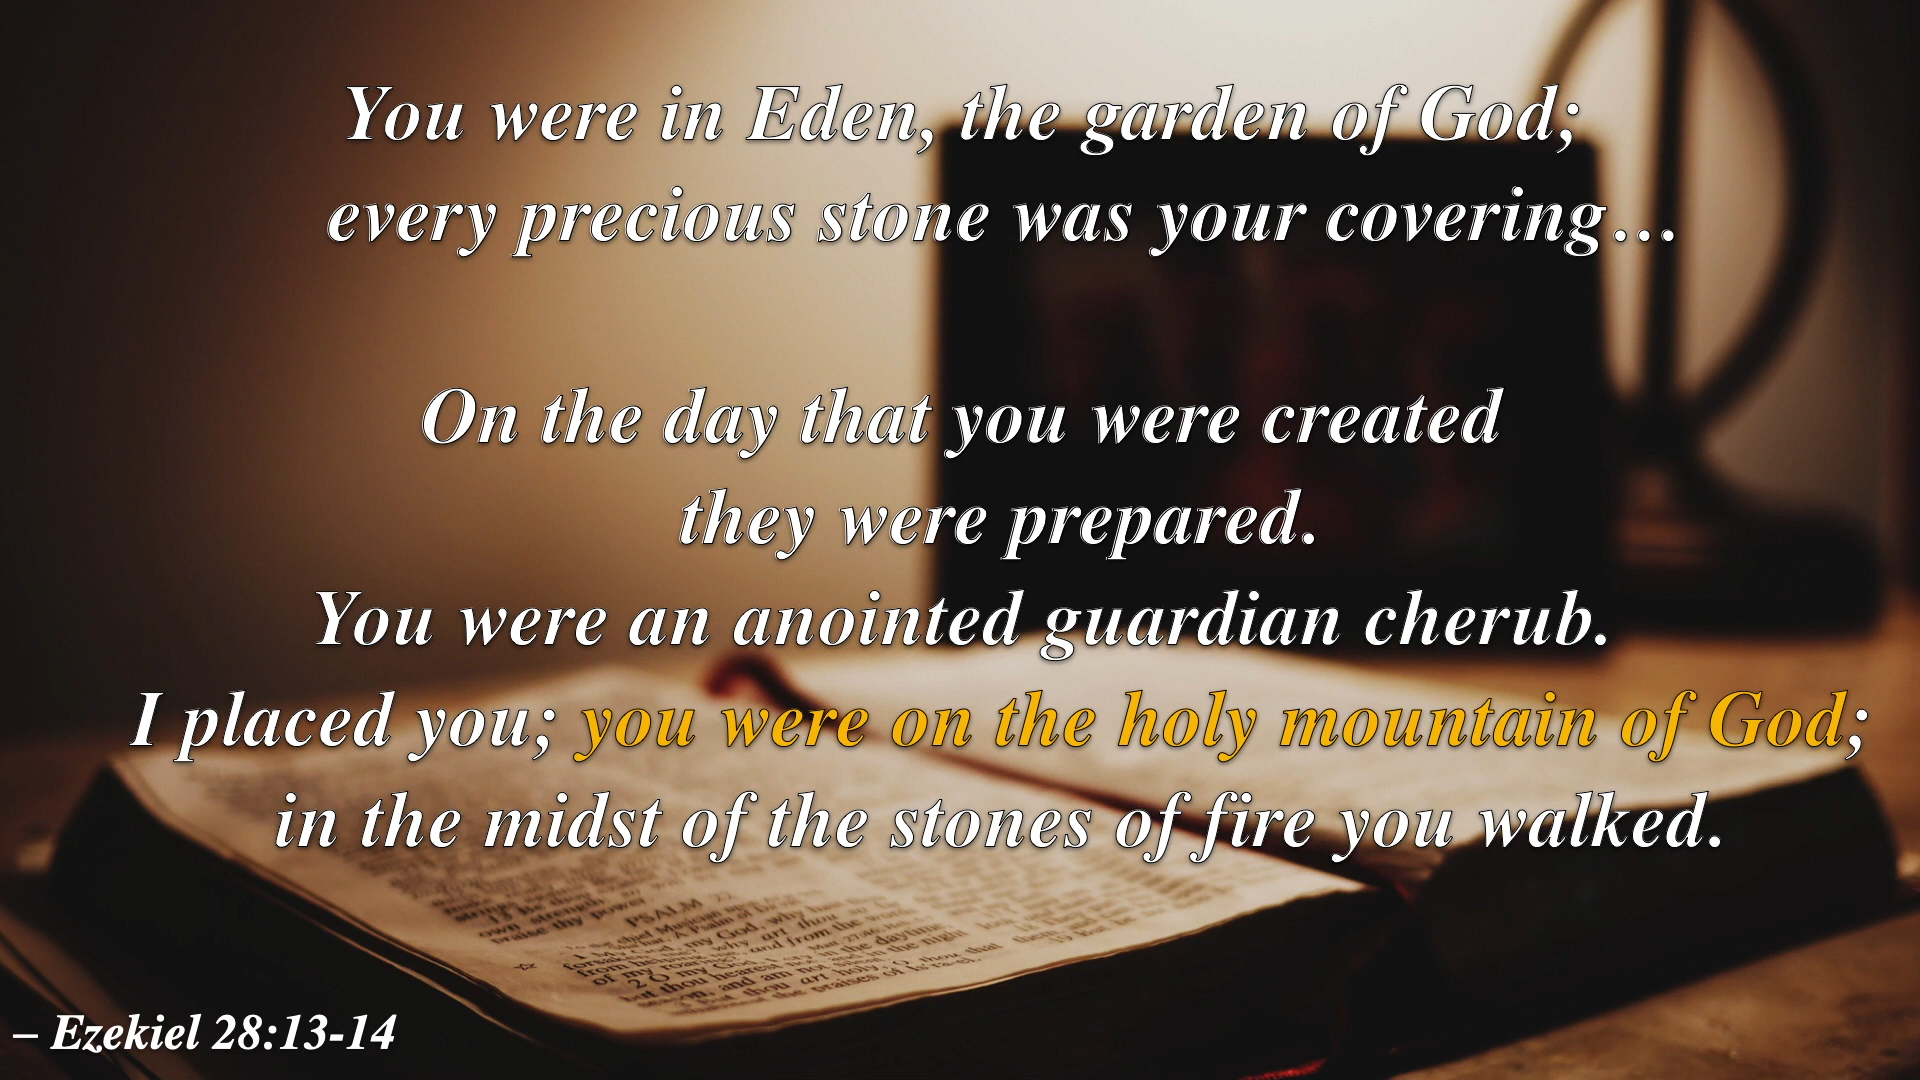 You were in Eden, the garden of God;
every precious stone was your covering…
On the day that you were created
they were prepared.
You were an anointed guardian cherub.
I placed you; you were on the holy mountain of God;
in the midst of the stones of fire you walked.
PSALM 22
– Ezekiel 28:13-14